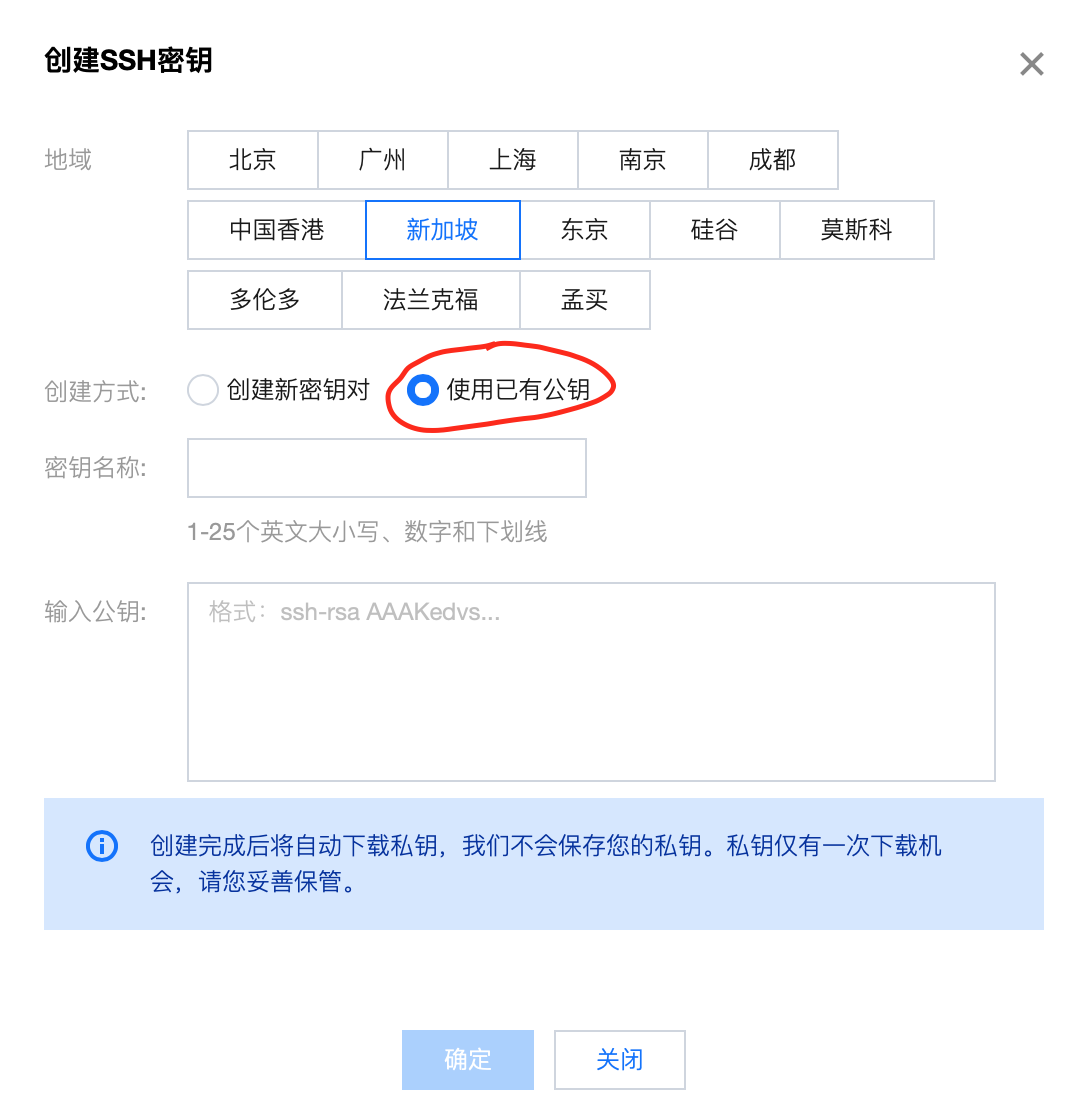 创建SSH密钥
地域
北京 广州 上海 南京 成都
中国香港 新加坡 东京 硅谷 莫斯科
多伦多 法兰克福 孟买
创建方式: 创建新密钥对 使用已有公钥
密钥名称:
1-25个英文大小写、数字和下划线
输入公钥: 格式：ssh-rsa AAAKedvs...
创建完成后将自动下载私钥，我们不会保存您的私钥。私钥仅有一次下载机
会，请您妥善保管。
确定 关闭